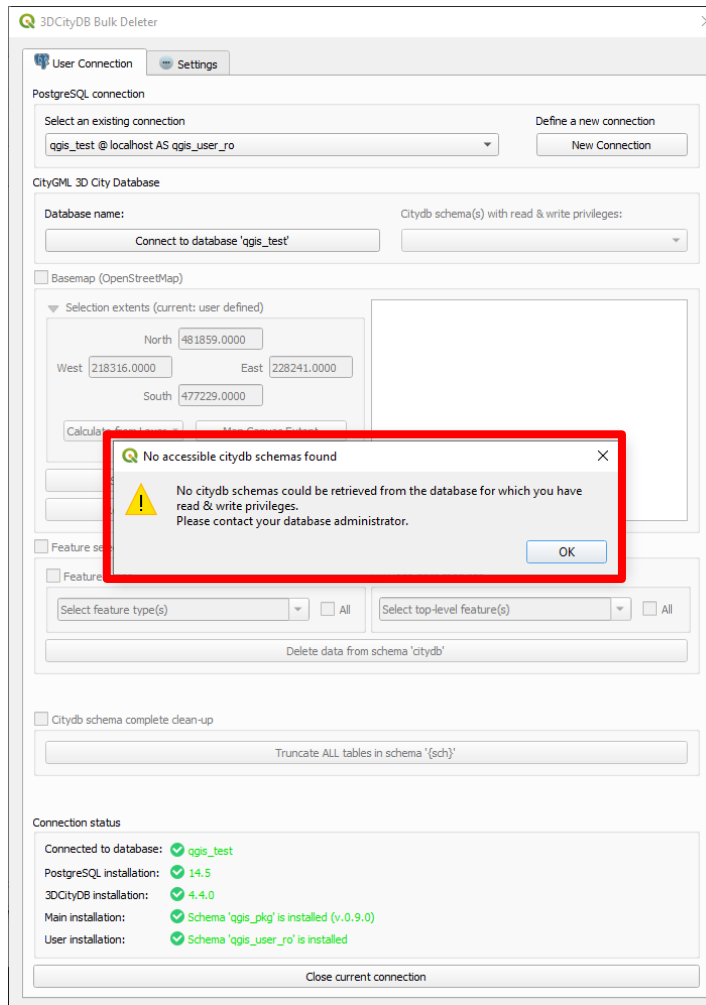 3DCityDB Bulk Deleter
User Connection
Settings
PostgreSQL connection
Select an existing connection
Define a new connection
qgis_test @ localhost AS qgis_user_ro
New Connection
CityGML 3D City Database
Database name:
Citydb schema(s) with read & write privileges:
Connect to database 'qgis_test'
Basemap (OpenStreetMap)
Selection extents (current: user defined)
North 481859.0000
West 218316.0000
East 228241.0000
South 477229.0000
No accessible citydb schemas found
No citydb schemas could be retrieved from the database for which you have
read & write privileges.
Please contact your database administrator.
OK
Feature
Feature
Select feature type(s)
All
Select top-level feature(s)
All
Delete data from schema 'citydb'
Citydb schema complete clean-up
Truncate ALL tables in schema '{sch}'
Connection status
Connected to database: qgis_test
PostgreSQL installation: 14.5
3DCityDB installation: 4.4.0
Main installation: Schema 'qgis_pkg' is installed (v.0.9.0)
User installation: Schema 'qgis_user_ro' is installed
Close current connection